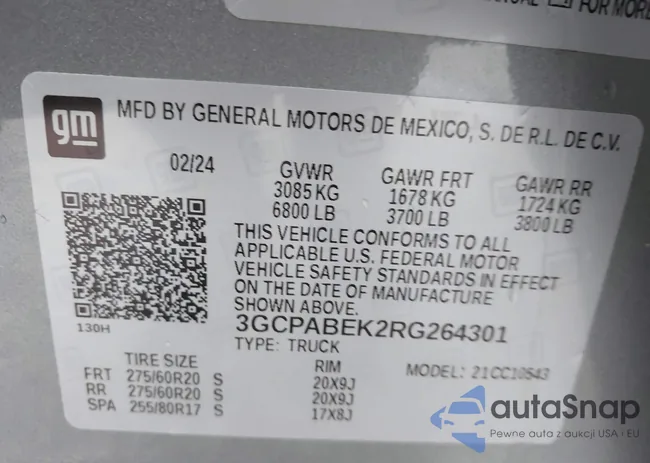 FOR MORE
gm
MFD BY GENERAL MOTORS DE MEXICO, S. DE R.L. DE C.V.
02/24 GVWR GAWR FRT GAWR RR
3085 KG 1678 KG 1724 KG
6800 LB 3700 LB 3800 LB
THIS VEHICLE CONFORMS TO ALL
APPLICABLE U.S. FEDERAL MOTOR
VEHICLE SAFETY STANDARDS IN EFFECT
ON THE DATE OF MANUFACTURE
SHOWN ABOVE.
130H 3GCPABEK2RG264301
TYPE: TRUCK
TIRE SIZE RIM MODEL: 21CC10543
FRT 275/60R20 S 20X9J
RR 275/60R20 S 20X9J
SPA 255/80R17 S 17X8J
autaSnap
Pewne auta z aukcji USA i EU